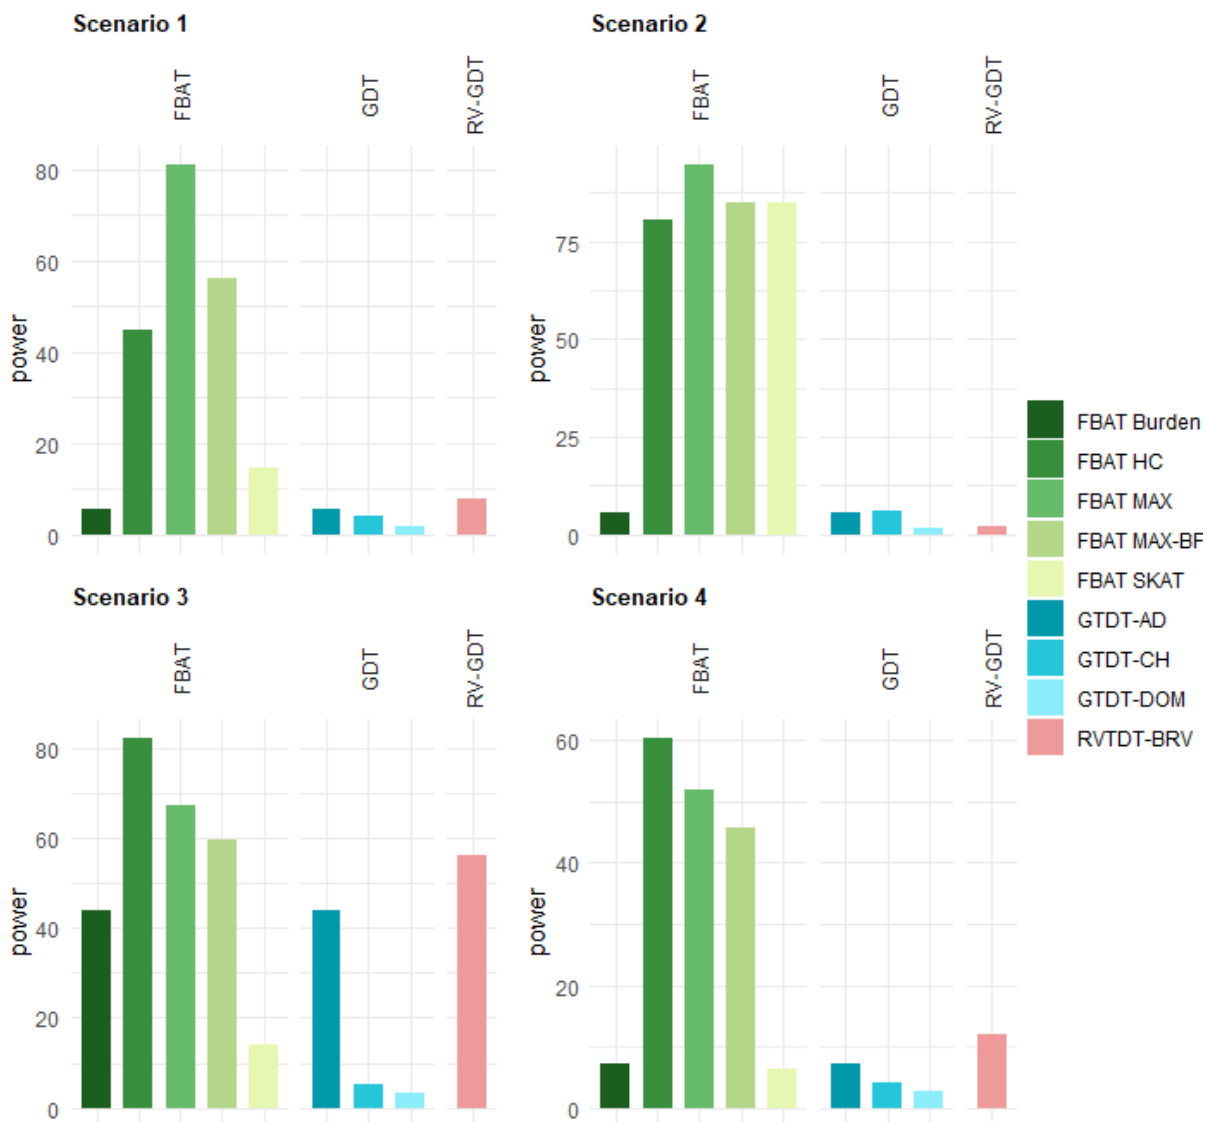 Scenario 1
FBAT
GDT
RV-GDT
power
80
60
40
20
0
Scenario 2
FBAT
GDT
RV-GDT
power
75
50
25
0
Scenario 3
FBAT
GDT
RV-GDT
power
80
60
40
20
0
Scenario 4
FBAT
GDT
RV-GDT
power
60
40
20
0
FBAT Burden
FBAT HC
FBAT MAX
FBAT MAX-BF
FBAT SKAT
GTDT-AD
GTDT-CH
GTDT-DOM
RVTDT-BRV